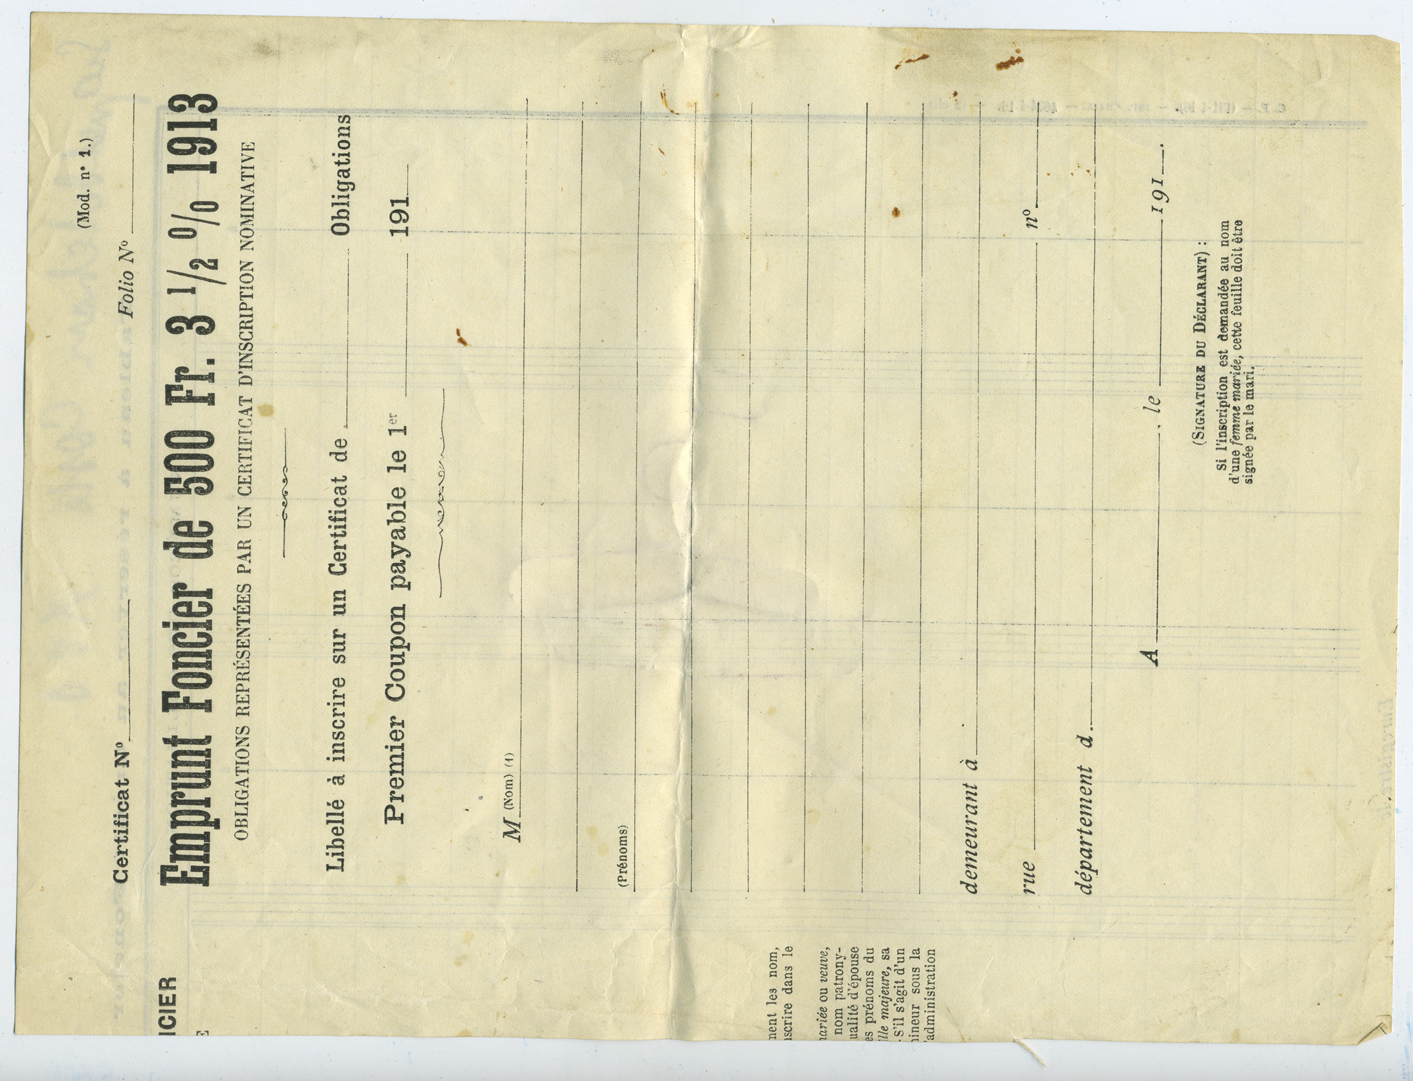 (Mod. n° 1.)
Certificat N° Folio N°
Emprunt Foncier de 500 Fr. 3 1/2 % 1913
OBLIGATIONS REPRÉSENTÉES PAR UN CERTIFICAT D'INSCRIPTION NOMINATIVE
Libellé à inscrire sur un Certificat de Obligations
Premier Coupon payable le 1er 191
M (Nom) (1)
(Prénoms)
demeurant à
rue n°
département d
A , le 191 .
(SIGNATURE DU DÉCLARANT) :
Si l'inscription est demandée au nom
d'une femme mariée, cette feuille doit être
signée par le mari.
ICIER
E
ment les nom,
scrire dans le
ariée ou veuve,
nom patrony-
ualité d'épouse
es prénoms du
lle majeure, sa
S'il s'agit d'un
ineur sous la
'administration